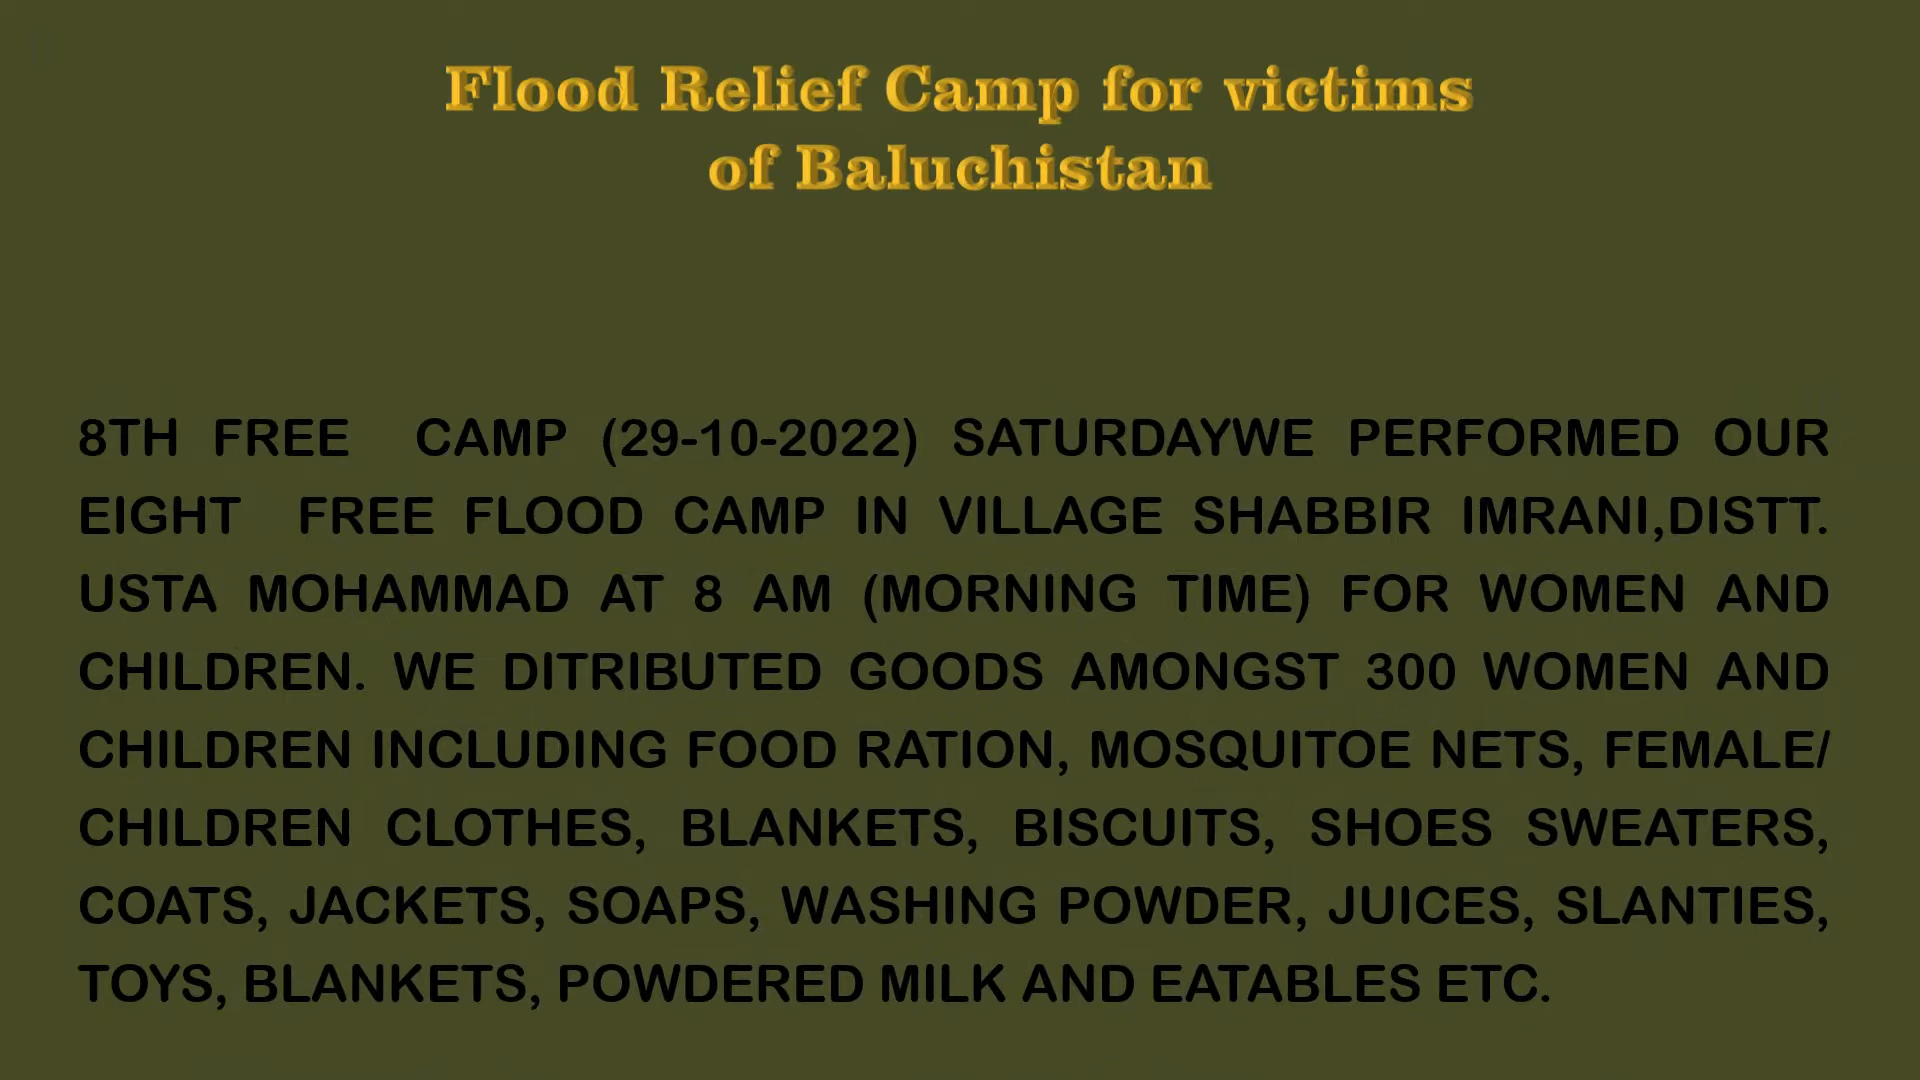 Flood Relief Camp for victims
of Baluchistan
8TH FREE CAMP (29-10-2022) SATURDAYWE PERFORMED OUR
EIGHT FREE FLOOD CAMP IN VILLAGE SHABBIR IMRANI,DISTT.
USTA MOHAMMAD AT 8 AM (MORNING TIME) FOR WOMEN AND
CHILDREN. WE DITRIBUTED GOODS AMONGST 300 WOMEN AND
CHILDREN INCLUDING FOOD RATION, MOSQUITOE NETS, FEMALE/
CHILDREN CLOTHES, BLANKETS, BISCUITS, SHOES SWEATERS,
COATS, JACKETS, SOAPS, WASHING POWDER, JUICES, SLANTIES,
TOYS, BLANKETS, POWDERED MILK AND EATABLES ETC.